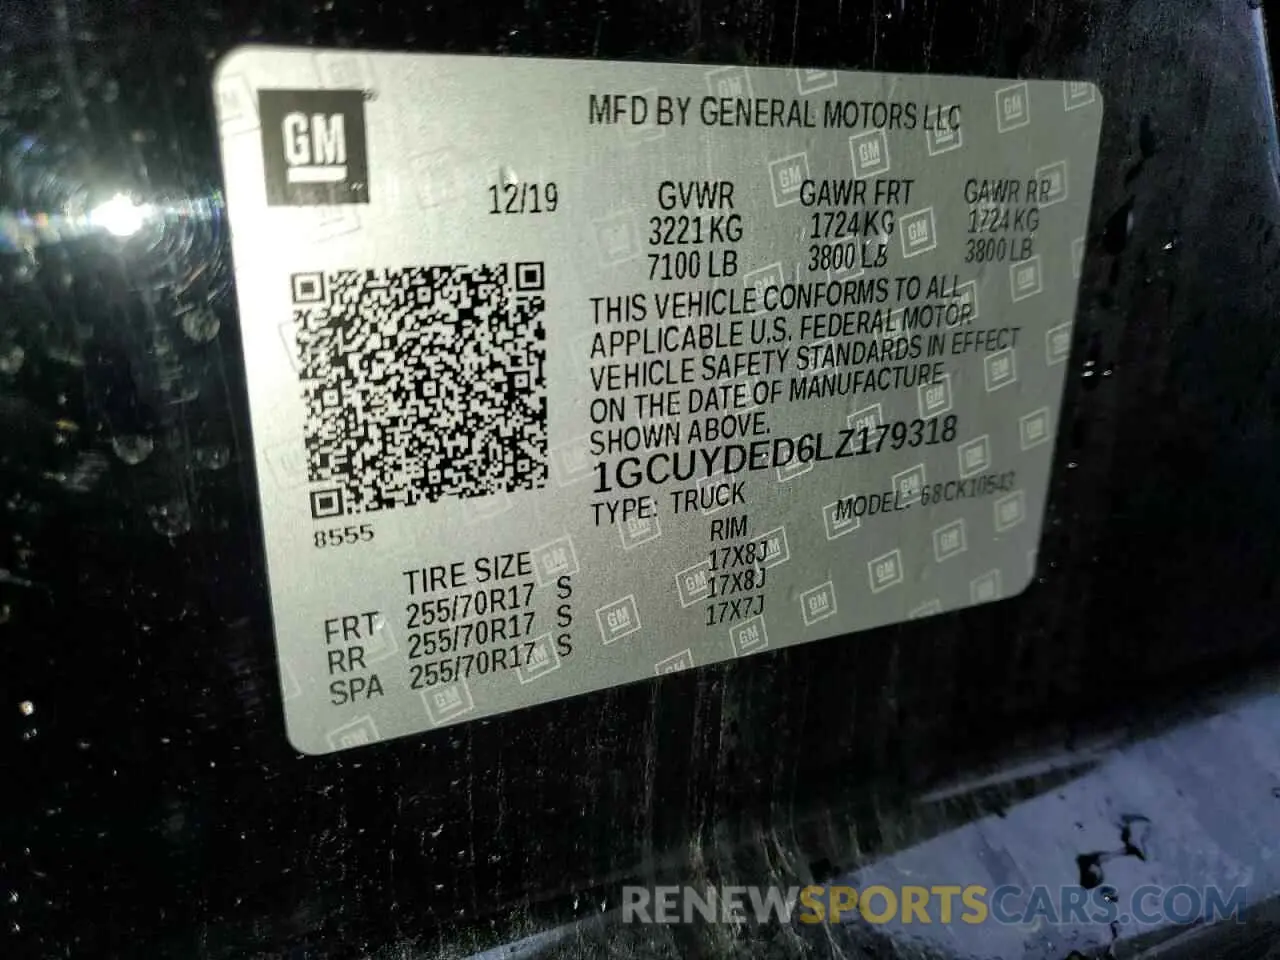 GM
MFD BY GENERAL MOTORS LLC
12/19
GVWR GAWR FRT GAWR RR
3221 KG 1724 KG 1724 KG
7100 LB 3800 LB 3800 LB
THIS VEHICLE CONFORMS TO ALL
APPLICABLE U.S. FEDERAL MOTOR
VEHICLE SAFETY STANDARDS IN EFFECT
ON THE DATE OF MANUFACTURE
SHOWN ABOVE.
1GCUYDED6LZ179318
TYPE: TRUCK MODEL: 68CK10543
8555
TIRE SIZE RIM
FRT 255/70R17 S 17X8J
RR 255/70R17 S 17X8J
SPA 255/70R17 S 17X7J
RENEWSPORTSCARS.COM